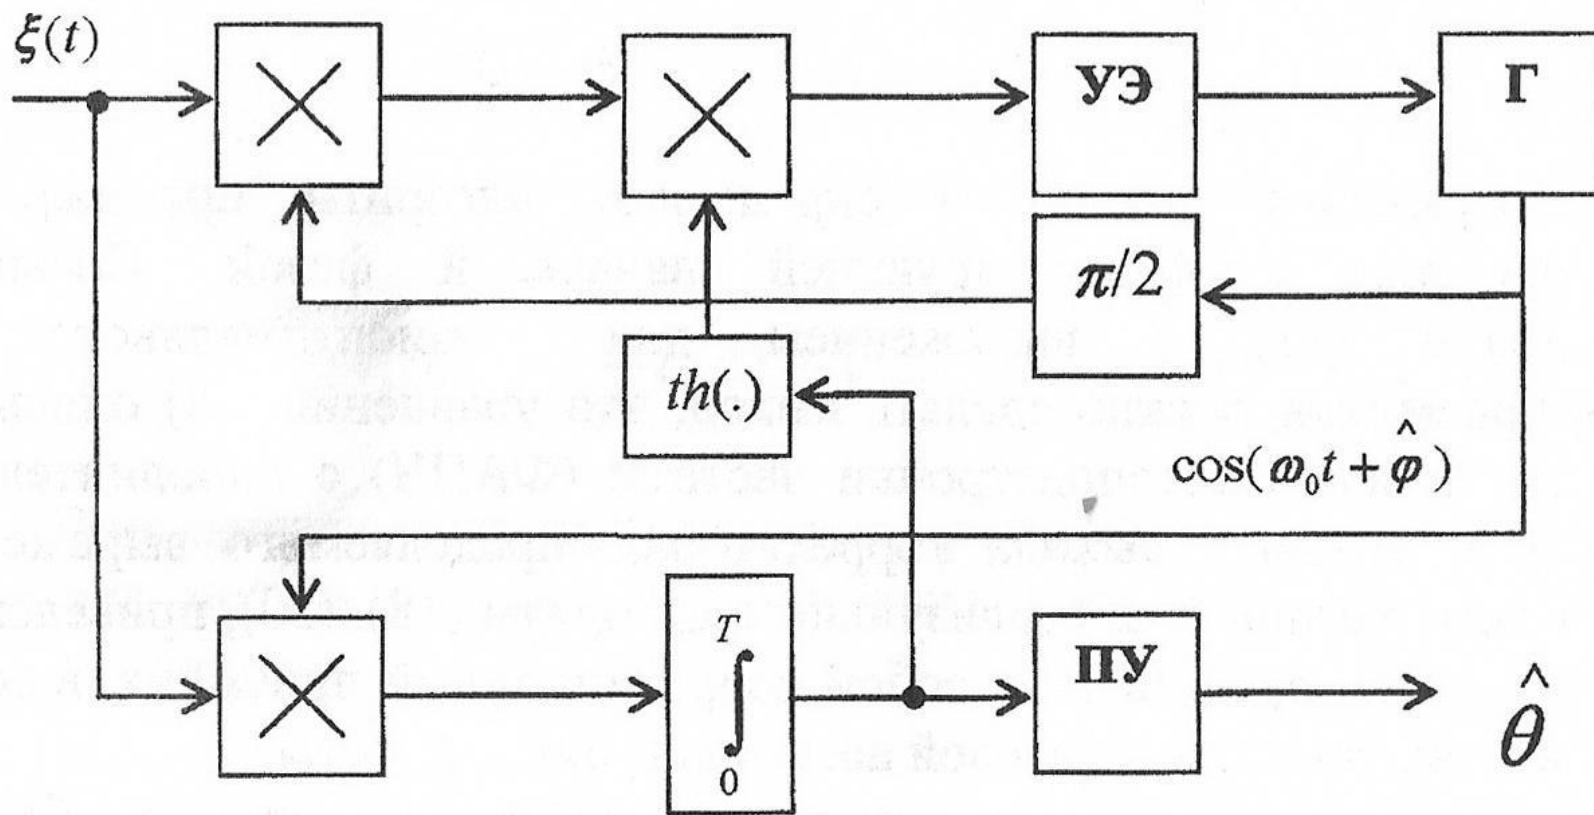 ξ(t)
УЭ
Г
π/2
th(.)
cos(ω₀t + φ̂)
T
∫
0
ПУ
θ̂